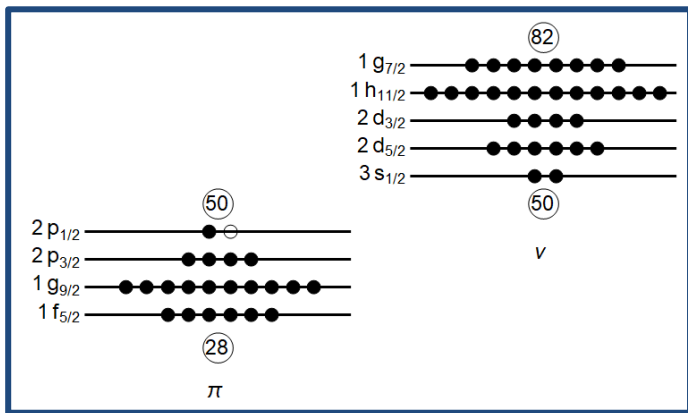 82
1 g7/2
1 h11/2
2 d3/2
2 d5/2
3 s1/2
50
ν
50
2 p1/2
2 p3/2
1 g9/2
1 f5/2
28
π